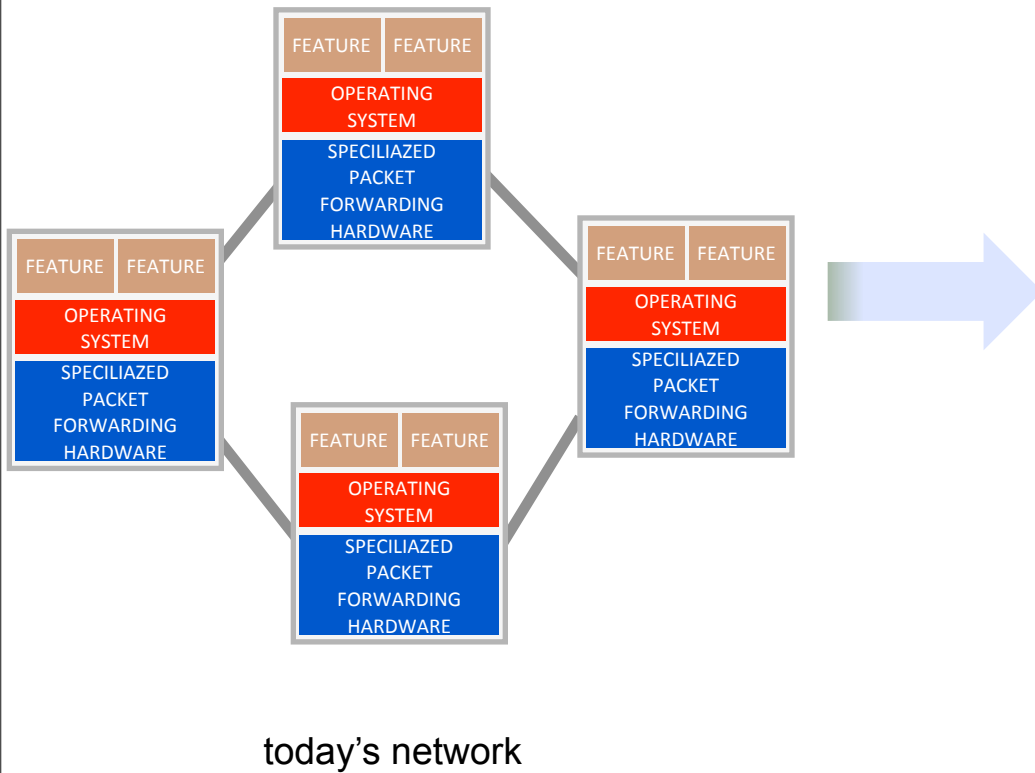 FEATURE FEATURE
OPERATING
SYSTEM
SPECILIAZED
PACKET
FORWARDING
HARDWARE
FEATURE FEATURE
OPERATING
SYSTEM
SPECILIAZED
PACKET
FORWARDING
HARDWARE
FEATURE FEATURE
OPERATING
SYSTEM
SPECILIAZED
PACKET
FORWARDING
HARDWARE
FEATURE FEATURE
OPERATING
SYSTEM
SPECILIAZED
PACKET
FORWARDING
HARDWARE
today's network